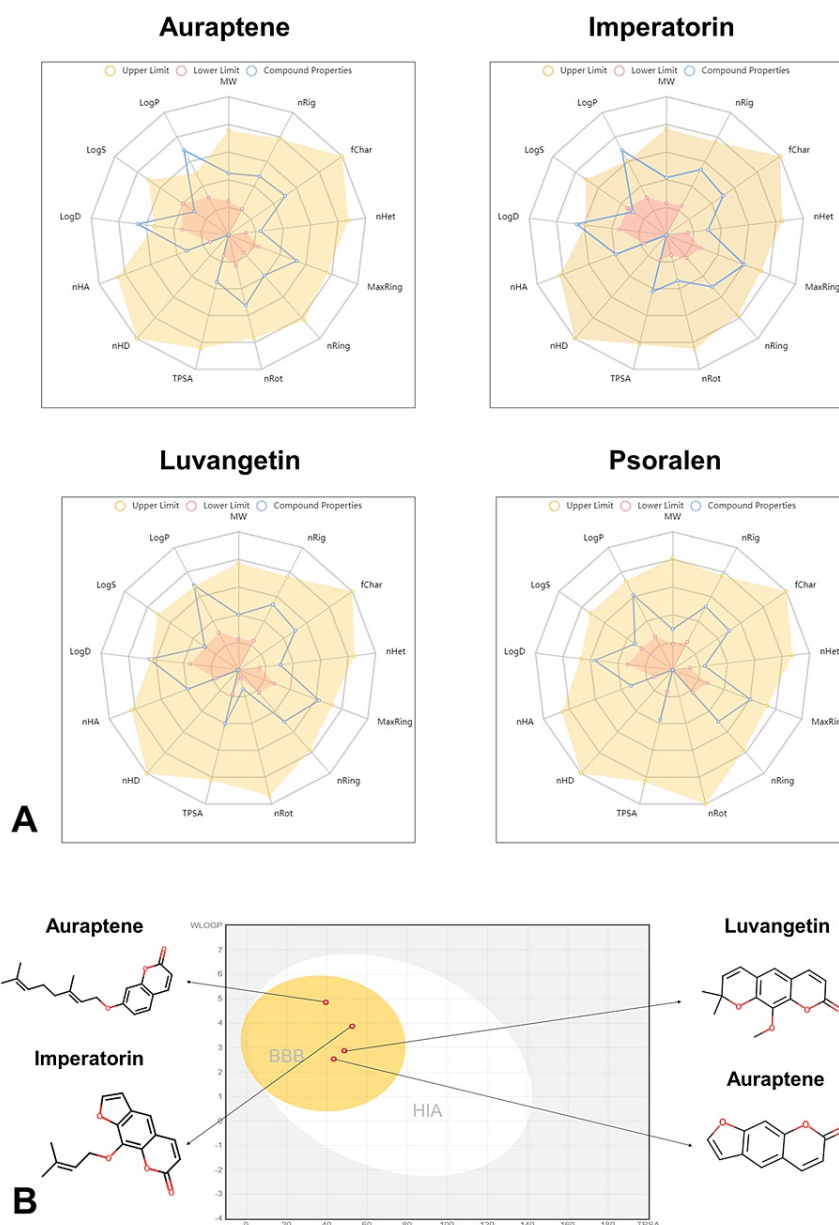 Auraptene
Imperatorin
Upper Limit Lower Limit Compound Properties
MW
nRig
fChar
nHet
MaxRing
nRing
nRot
TPSA
nHD
nHA
LogD
LogS
LogP
Upper Limit Lower Limit Compound Properties
MW
nRig
fChar
nHet
MaxRing
nRing
nRot
TPSA
nHD
nHA
LogD
LogS
LogP
Luvangetin
Psoralen
Upper Limit Lower Limit Compound Properties
MW
nRig
fChar
nHet
MaxRing
nRing
nRot
TPSA
nHD
nHA
LogD
LogS
LogP
Upper Limit Lower Limit Compound Properties
MW
nRig
fChar
nHet
MaxRing
nRing
nRot
TPSA
nHD
nHA
LogD
LogS
LogP
A
Auraptene
Imperatorin
WLOGP
7
6
5
4
3
2
1
0
-1
-2
-3
-4
BBB
HIA
0 20 40 60 80 100 120 140 160 180 TPSA
Luvangetin
Auraptene
O
O
O
O
O
O
O
O
O
O
O
O
O
O
B